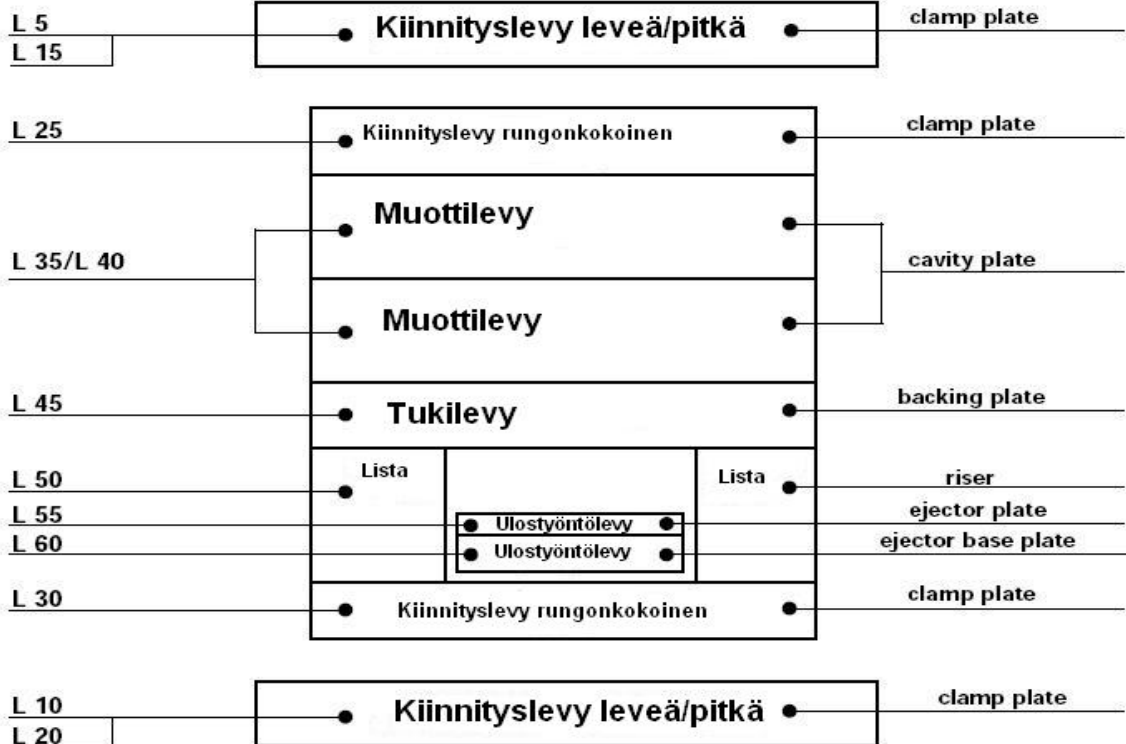 L 5
L 15
Kiinnityslevy leveä/pitkä
clamp plate
L 25
Kiinnityslevy rungonkokoinen
clamp plate
Muottilevy
L 35/L 40
cavity plate
Muottilevy
L 45
Tukilevy
backing plate
L 50
Lista
Lista
riser
L 55
Ulostyöntölevy
ejector plate
L 60
Ulostyöntölevy
ejector base plate
L 30
Kiinnityslevy rungonkokoinen
clamp plate
L 10
L 20
Kiinnityslevy leveä/pitkä
clamp plate